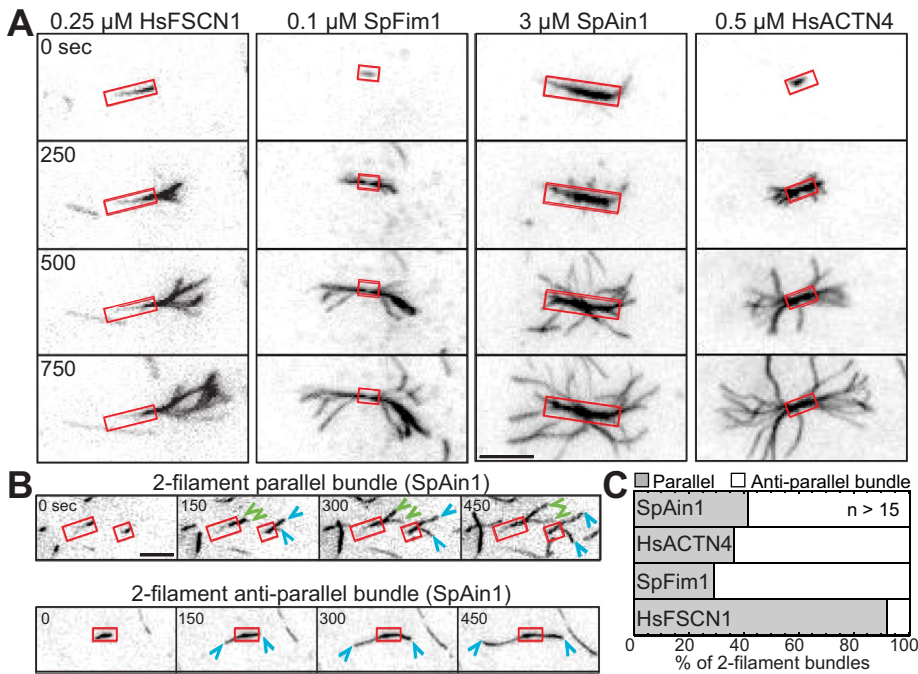 A
0.25 µM HsFSCN1
0.1 µM SpFim1
3 µM SpAin1
0.5 µM HsACTN4
0 sec
250
500
750
B
2-filament parallel bundle (SpAin1)
0 sec
150
300
450
2-filament anti-parallel bundle (SpAin1)
0
150
300
450
C
Parallel
Anti-parallel bundle
SpAin1
n > 15
HsACTN4
SpFim1
HsFSCN1
0 20 40 60 80 100
% of 2-filament bundles